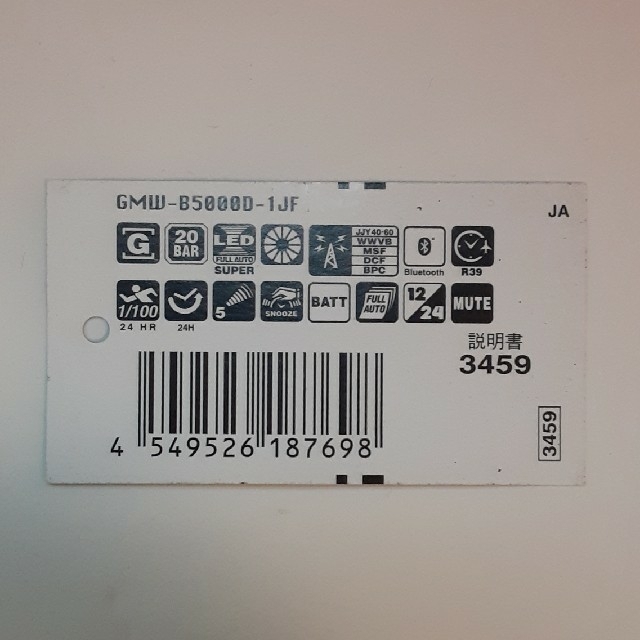 GMW-B5000D-1JF
JA
G
20 BAR
LED
FULL AUTO
SUPER
JJY40·60
WWVB
MSF
DCF
BPC
Bluetooth
R39
1/100
24 HR
24H
5
SNOOZE
BATT
FULL AUTO
12/24
MUTE
説明書
3459
4 549526 187698
3459